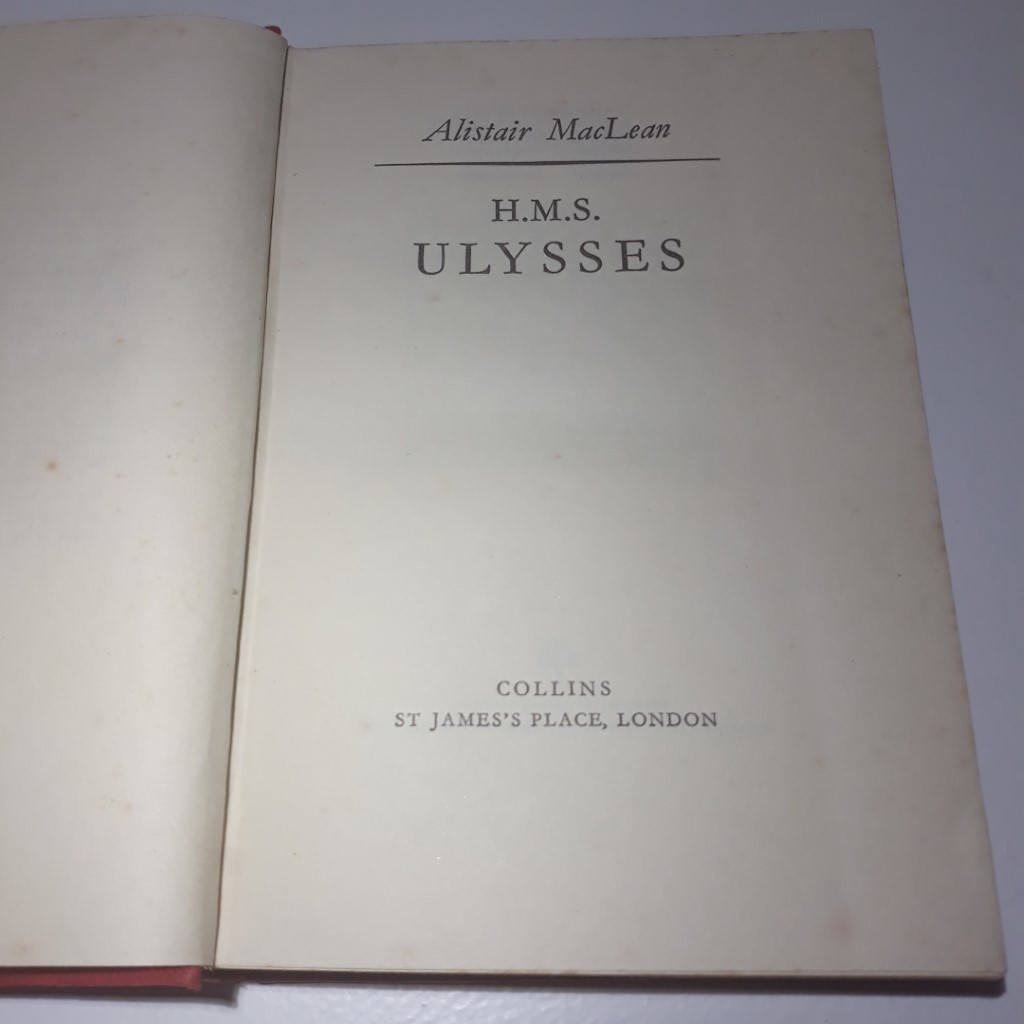 Alistair MacLean
H.M.S.
ULYSSES
COLLINS
ST JAMES'S PLACE, LONDON